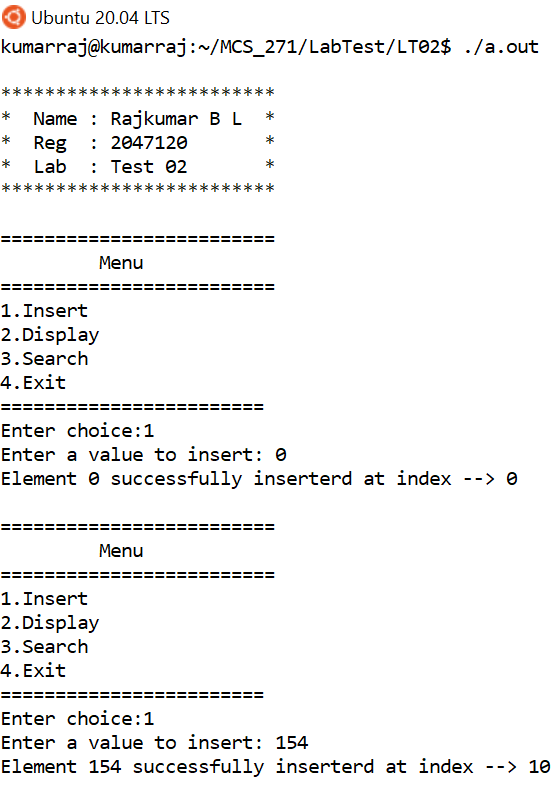 Ubuntu 20.04 LTS
kumarraj@kumarraj:~/MCS_271/LabTest/LT02$ ./a.out
*************************
*  Name : Rajkumar B L  *
*  Reg  : 2047120       *
*  Lab  : Test 02       *
*************************
=========================
         Menu
=========================
1.Insert
2.Display
3.Search
4.Exit
========================
Enter choice:1
Enter a value to insert: 0
Element 0 successfully inserterd at index --> 0
=========================
         Menu
=========================
1.Insert
2.Display
3.Search
4.Exit
========================
Enter choice:1
Enter a value to insert: 154
Element 154 successfully inserterd at index --> 10